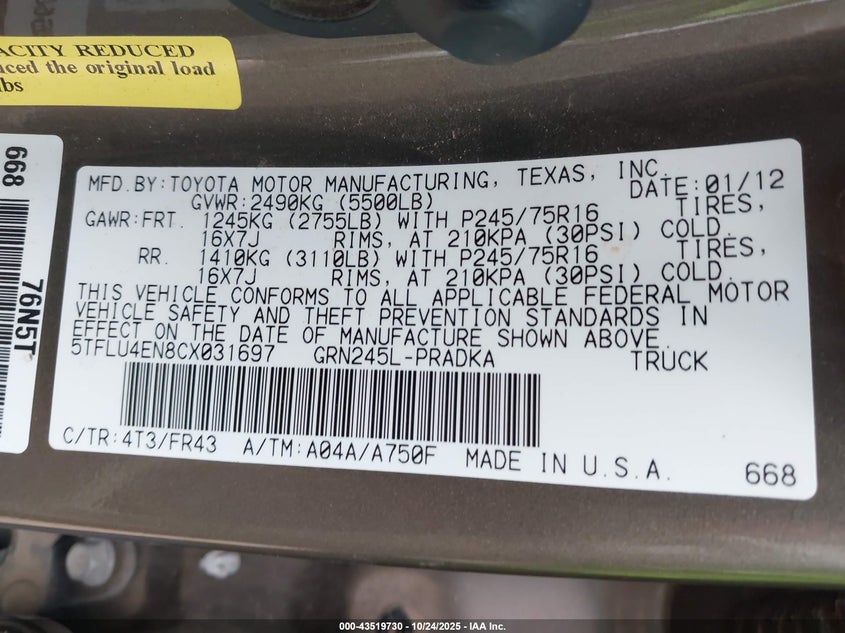 ACITY REDUCED
uced the original load
lbs
668
76N5T
MFD.BY:TOYOTA MOTOR MANUFACTURING, TEXAS, INC.
GVWR:2490KG (5500LB) DATE:01/12
GAWR:FRT. 1245KG (2755LB) WITH P245/75R16 TIRES,
16X7J RIMS, AT 210KPA (30PSI) COLD.
RR. 1410KG (3110LB) WITH P245/75R16 TIRES,
16X7J RIMS, AT 210KPA (30PSI) COLD.
THIS VEHICLE CONFORMS TO ALL APPLICABLE FEDERAL MOTOR
VEHICLE SAFETY AND THEFT PREVENTION STANDARDS IN
EFFECT ON THE DATE OF MANUFACTURE SHOWN ABOVE.
5TFLU4EN8CX031697 GRN245L-PRADKA TRUCK
C/TR:4T3/FR43 A/TM:A04A/A750F MADE IN U.S.A. 668
000-43519730 - 10/24/2025 - IAA Inc.